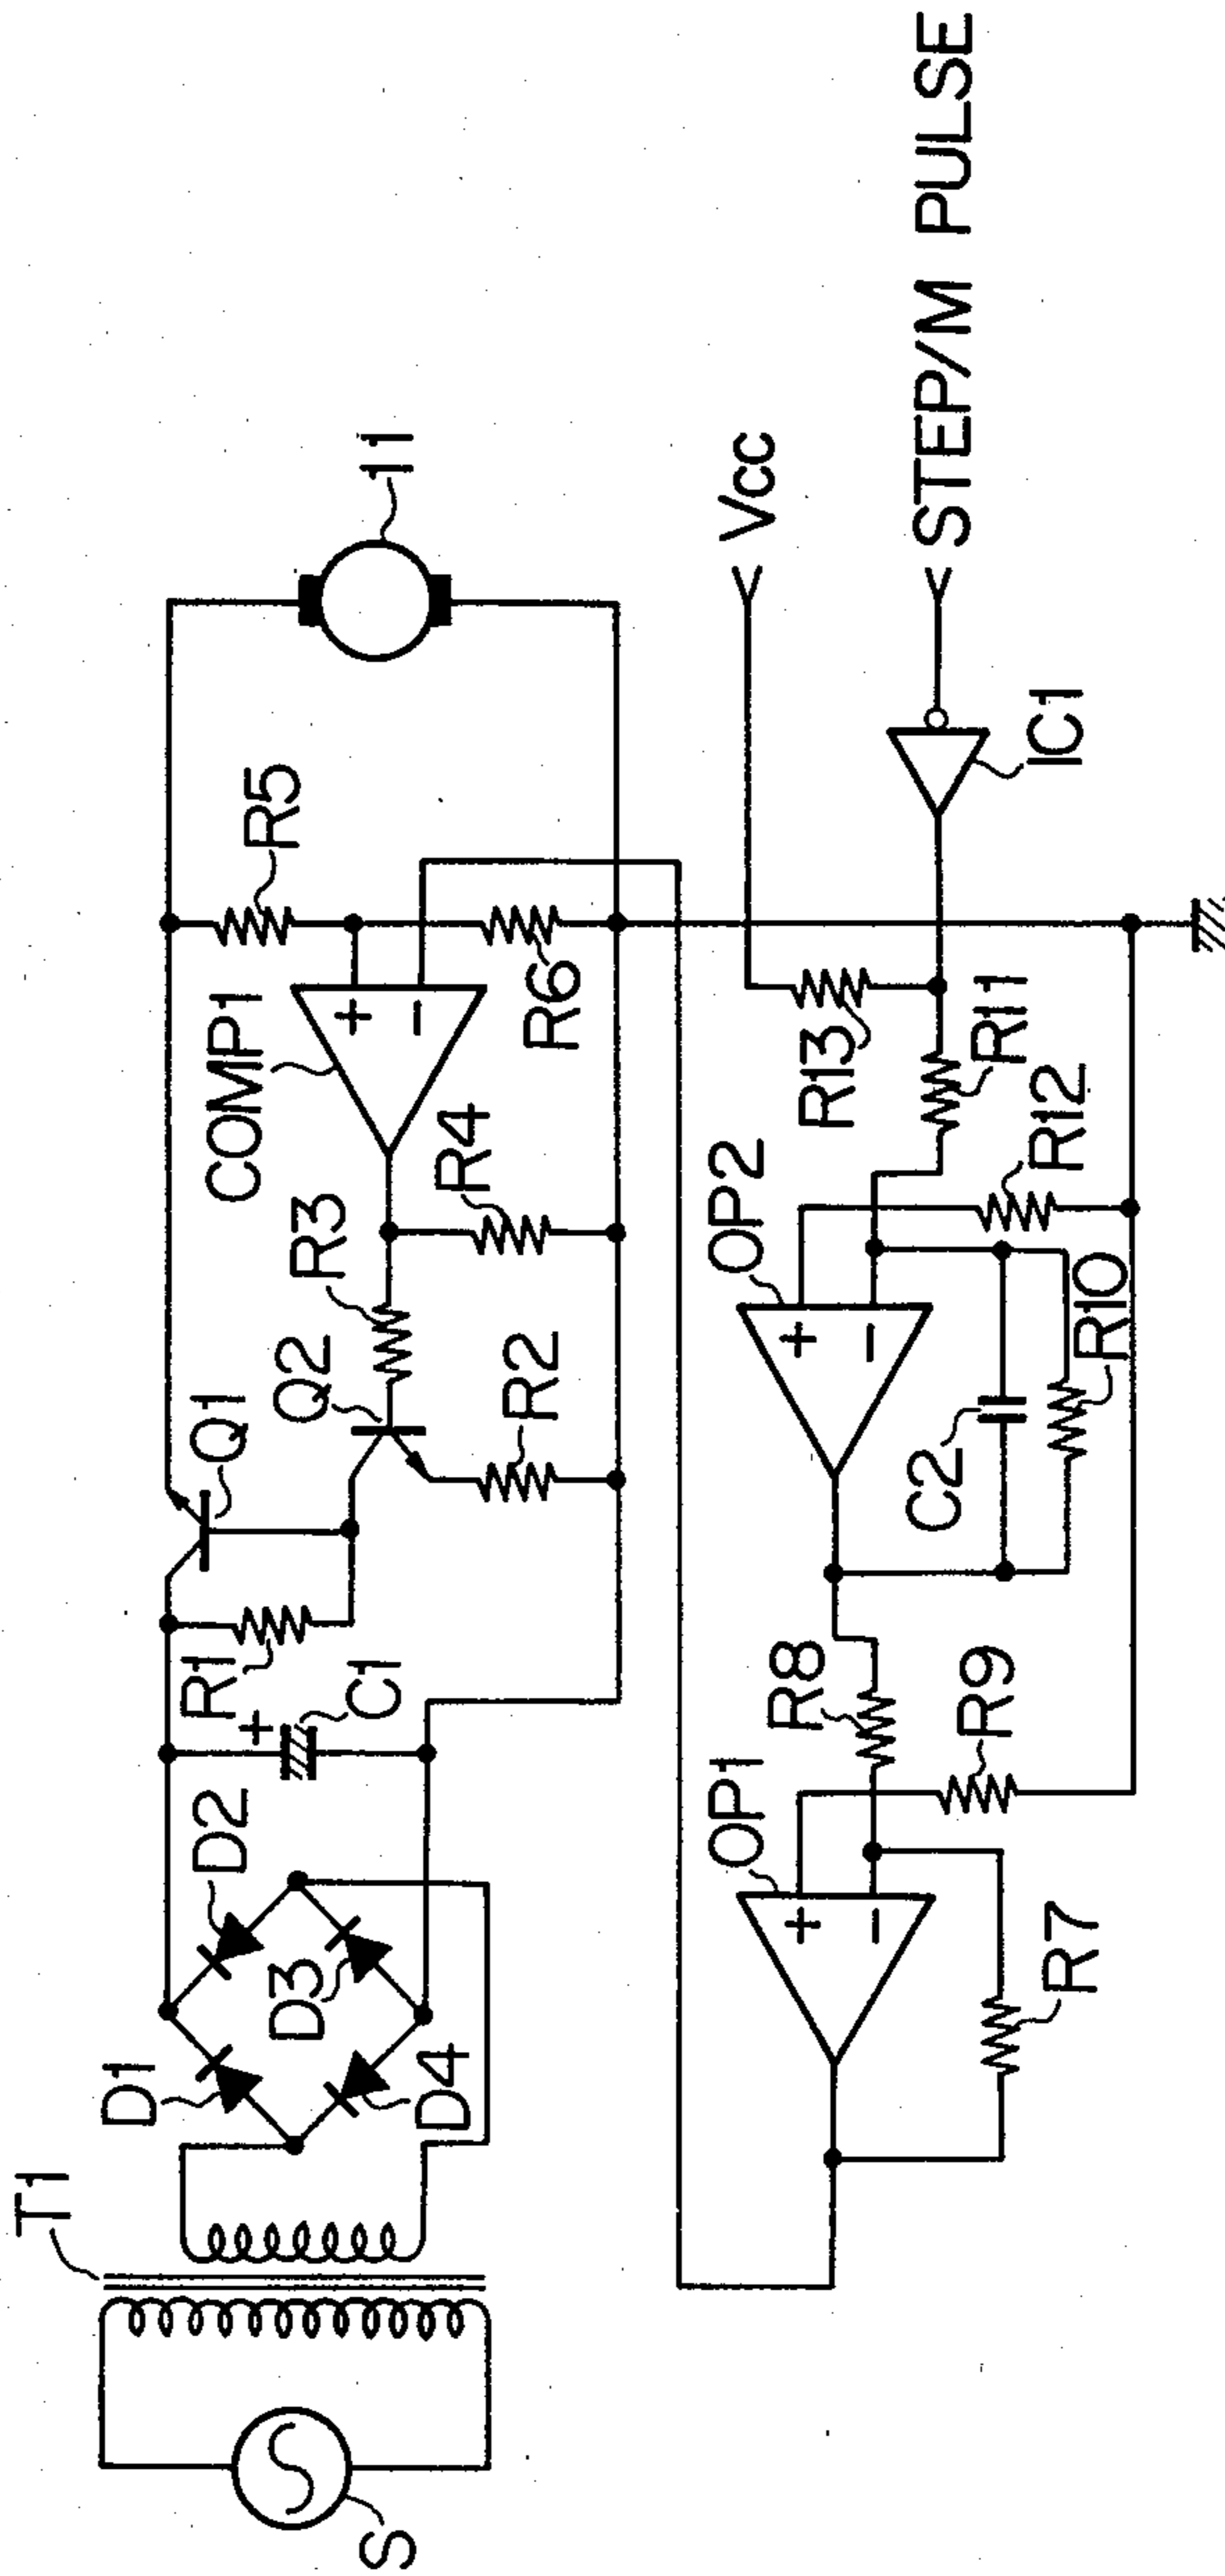 S
T1
D1
D2
D3
D4
C1
+
R1
Q1
Q2
R2
R3
R4
COMP1
+
−
R5
R6
11
OP1
+
−
R7
R8
R9
OP2
+
−
C2
R10
R12
R11
R13
IC1
Vcc
STEP/M PULSE